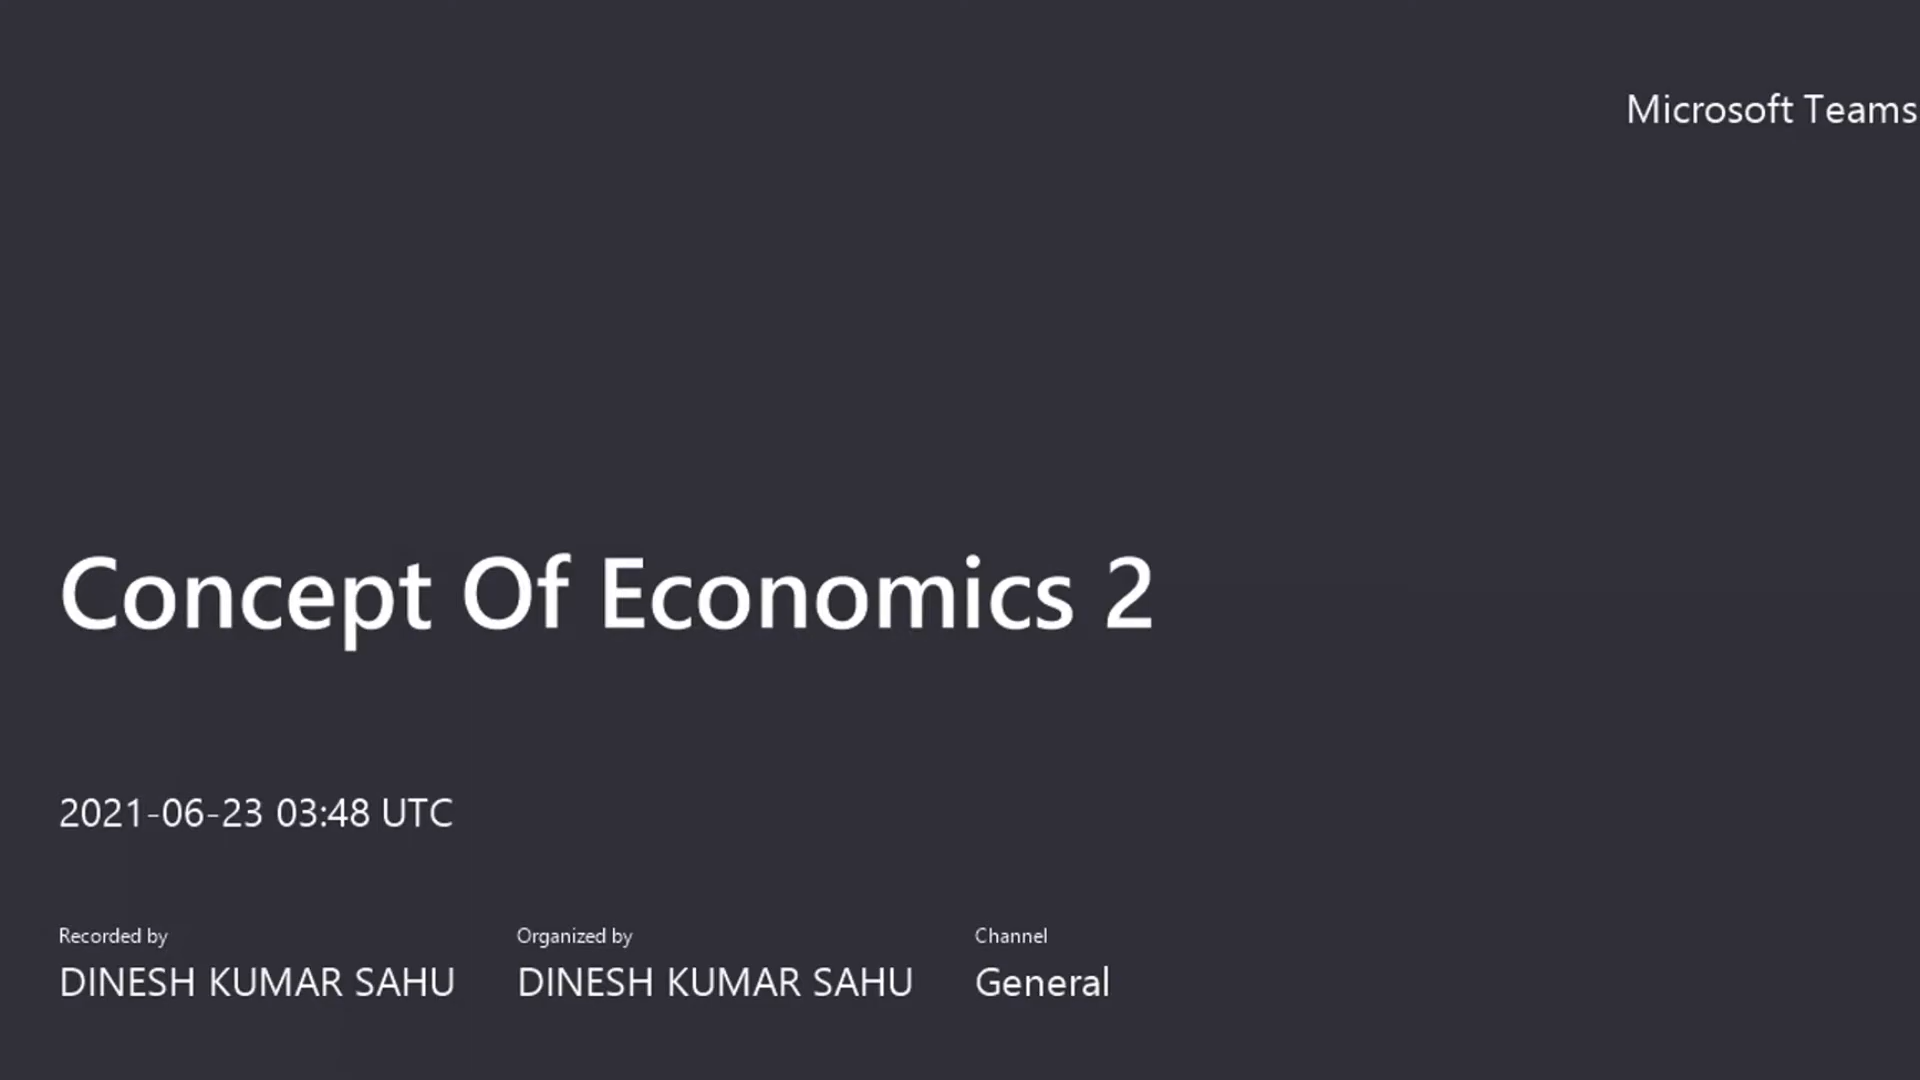 Microsoft Teams
Concept Of Economics 2
2021-06-23 03:48 UTC
Recorded by Organized by Channel
DINESH KUMAR SAHU DINESH KUMAR SAHU General